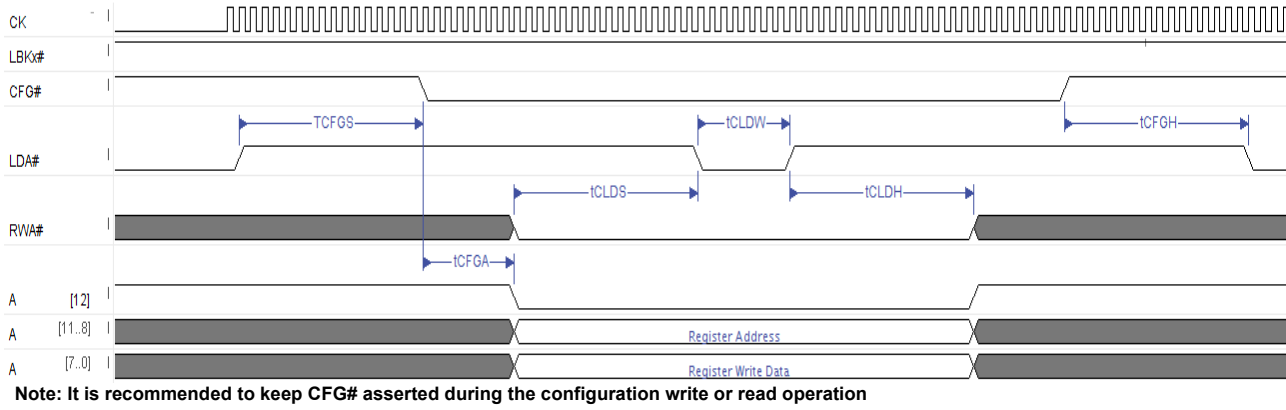 CK
LBKx#
CFG#
TCFGS
tCLDW
tCFGH
LDA#
tCLDS
tCLDH
RWA#
tCFGA
A [12]
A [11..8] Register Address
A [7..0] Register Write Data
Note: It is recommended to keep CFG# asserted during the configuration write or read operation